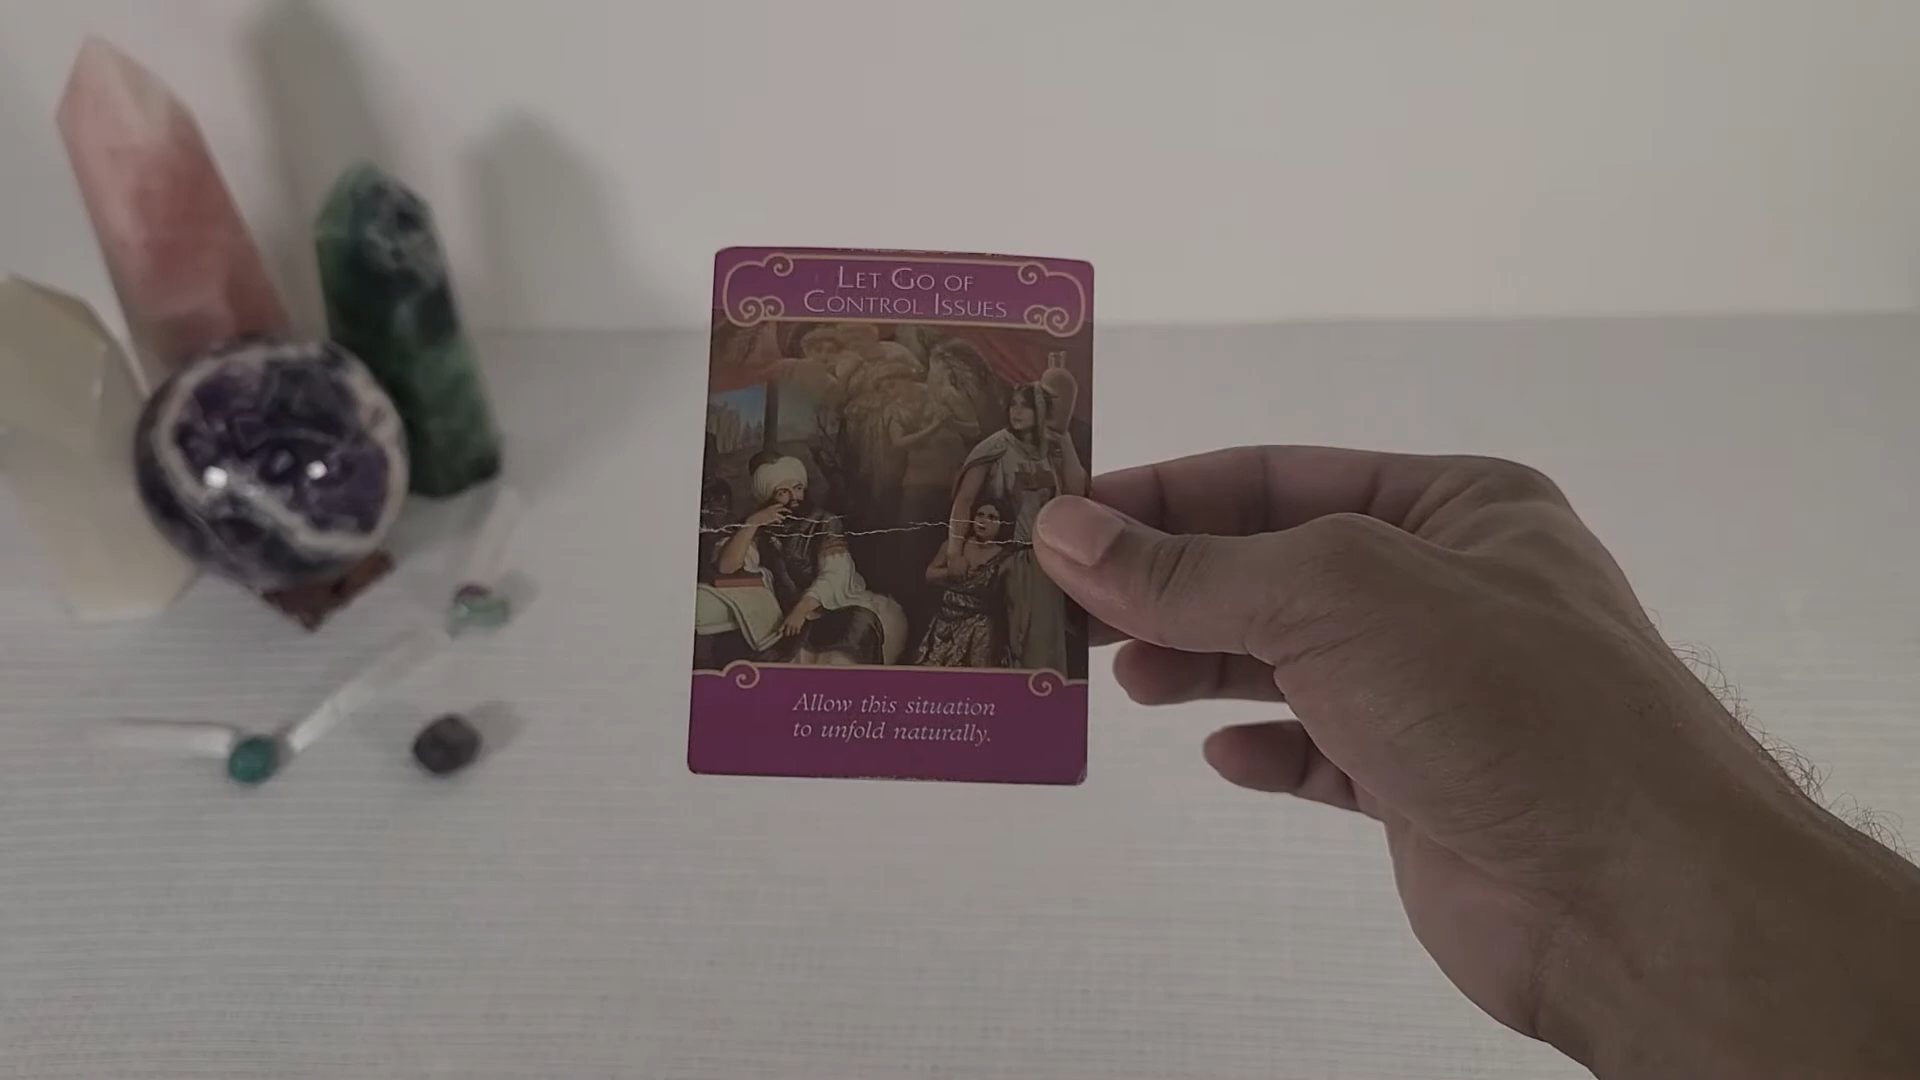 Let Go of
Control Issues
Allow this situation
to unfold naturally.